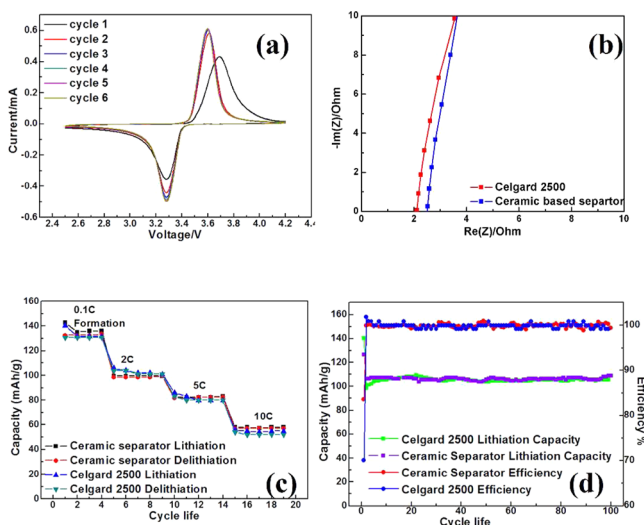 cycle 1
cycle 2
cycle 3
cycle 4
cycle 5
cycle 6
(a)
0.6
0.4
0.2
0.0
-0.2
-0.4
-0.6
Current/mA
2.4 2.6 2.8 3.0 3.2 3.4 3.6 3.8 4.0 4.2 4.4
Voltage/V
(b)
-10
-8
-6
-4
-2
0
-Im(Z)/Ohm
Celgard 2500
Ceramic based separtor
0 2 4 6 8 10
Re(Z)/Ohm
160
140
120
100
80
60
40
20
0
Capacity (mAh/g)
0.1C
Formation
2C
5C
10C
Ceramic separator Lithiation
Ceramic separator Delithiation
Celgard 2500 Lithiation
Celgard 2500 Delithiation
(c)
0 2 4 6 8 10 12 14 16 18 20
Cycle life
160
140
120
100
80
60
40
20
0
Capacity (mAh/g)
100
90
80
70
60
Efficiency %
Celgard 2500 Lithiation Capacity
Ceramic Separator Lithiation Capacity
Ceramic Separator Efficiency
Celgard 2500 Efficiency
(d)
0 20 40 60 80 100
Cycle life